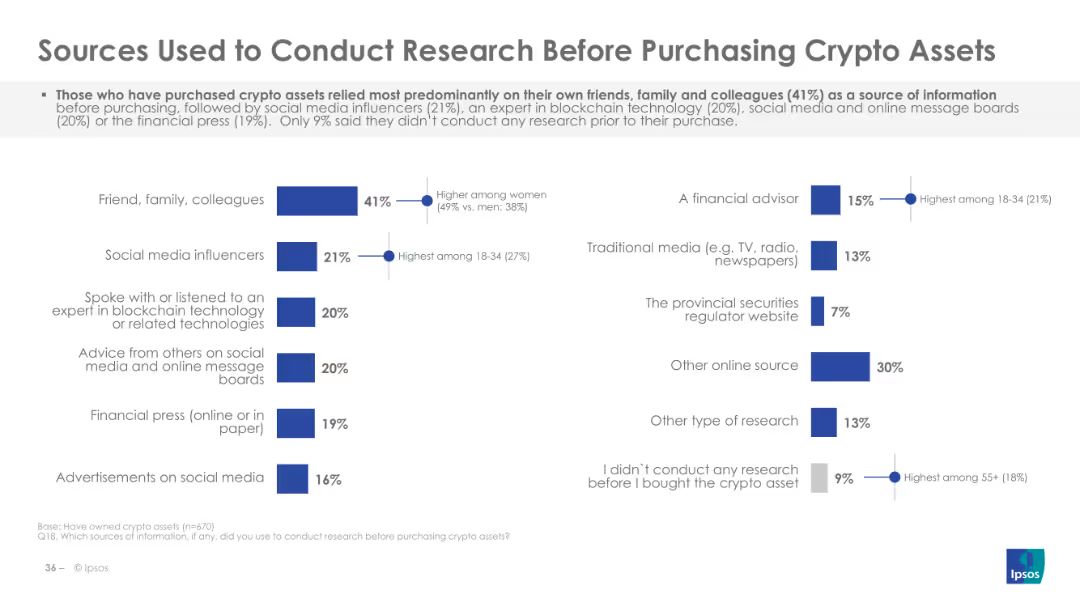 Sources Used to Conduct Research Before Purchasing Crypto Assets
▪ Those who have purchased crypto assets relied most predominantly on their own friends, family and colleagues (41%) as a source of information
before purchasing, followed by social media influencers (21%), an expert in blockchain technology (20%), social media and online message boards
(20%) or the financial press (19%). Only 9% said they didn't conduct any research prior to their purchase.
Friend, family, colleagues
41%
Higher among women
(49% vs. men: 38%)
Social media influencers
21%
Highest among 18-34 (27%)
Spoke with or listened to an
expert in blockchain technology
or related technologies
20%
Advice from others on social
media and online message
boards
20%
Financial press (online or in
paper)
19%
Advertisements on social media
16%
A financial advisor
15%
Highest among 18-34 (21%)
Traditional media (e.g. TV, radio,
newspapers)
13%
The provincial securities
regulator website
7%
Other online source
30%
Other type of research
13%
I didn`t conduct any research
before I bought the crypto asset
9%
Highest among 55+ (18%)
Base: Have owned crypto assets (n=670)
Q18. Which sources of information, if any, did you use to conduct research before purchasing crypto assets?
36 – © Ipsos
Ipsos